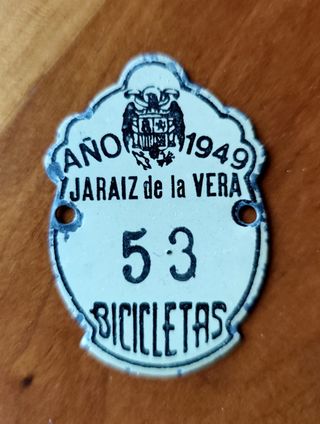 AÑO 1949
JARAIZ de la VERA
53
BICICLETAS